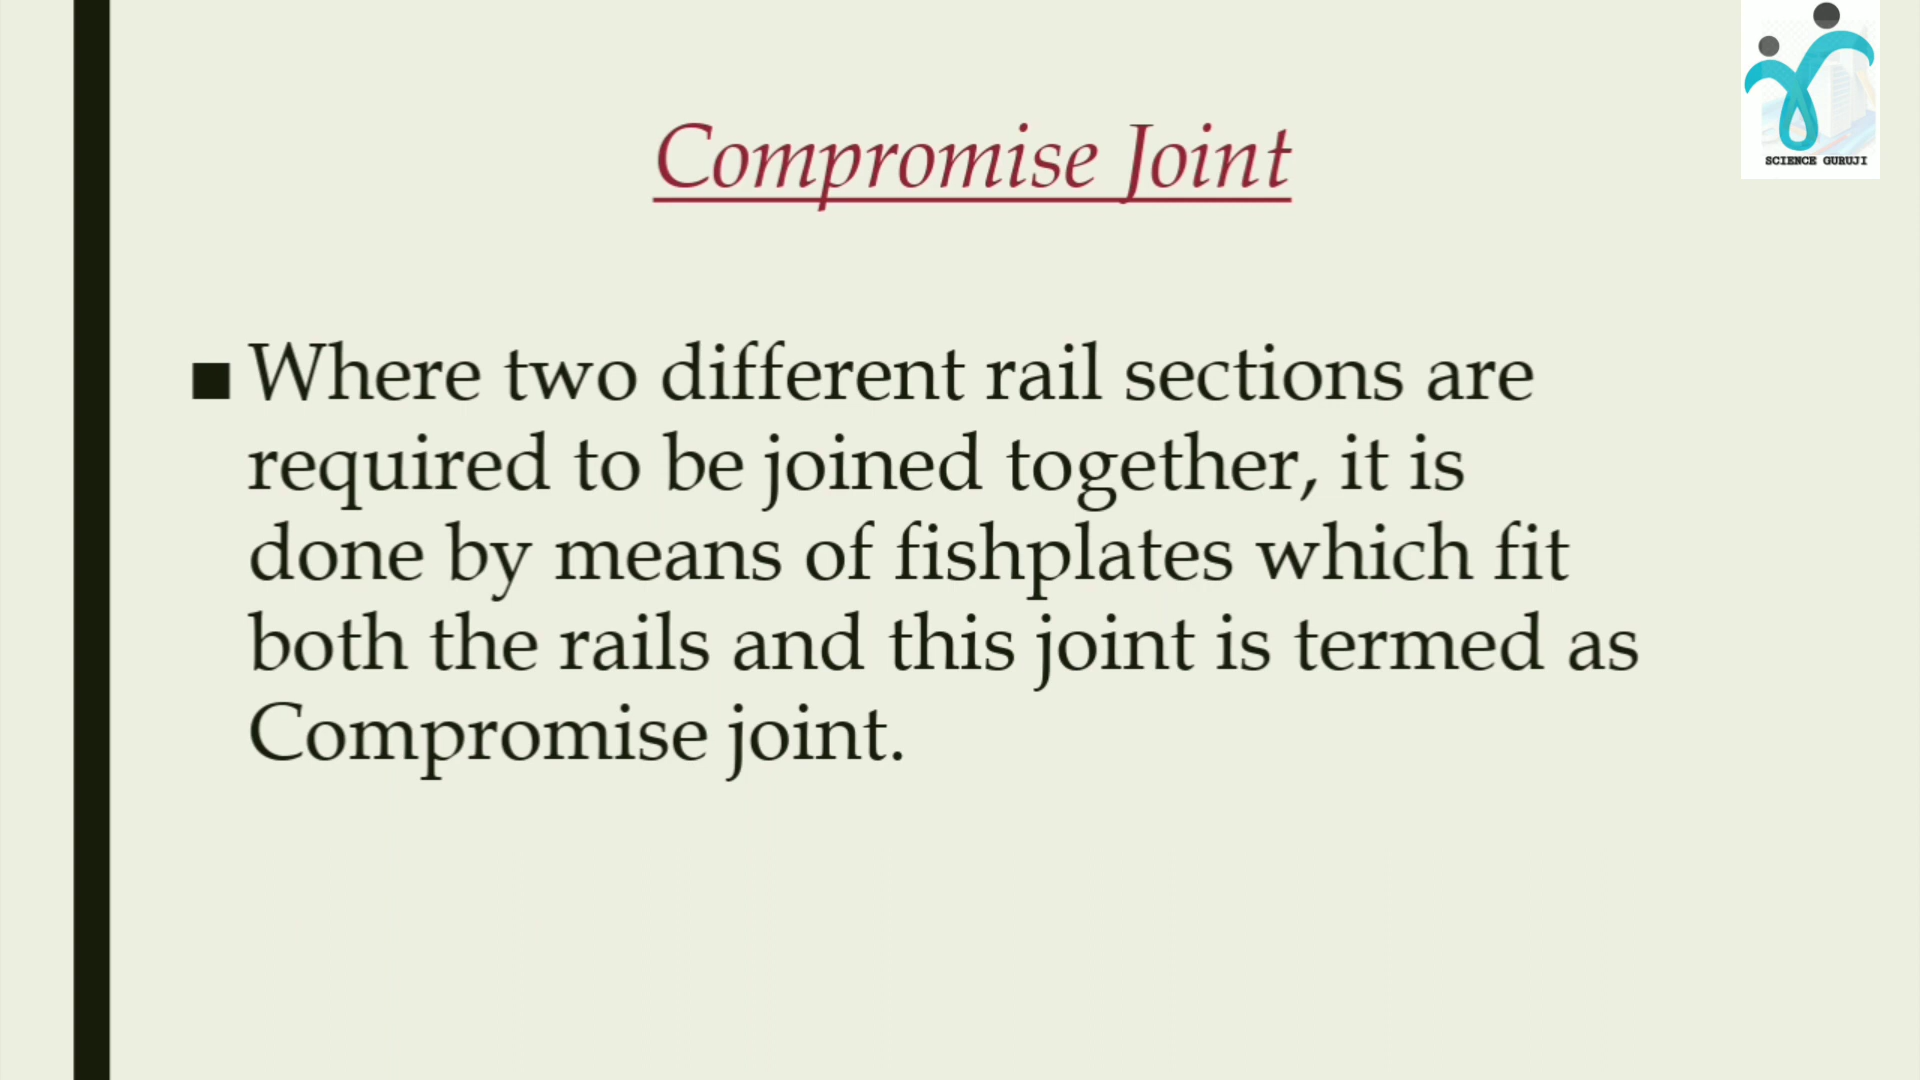 SCIENCE GURUJI
Compromise Joint
■ Where two different rail sections are
required to be joined together, it is
done by means of fishplates which fit
both the rails and this joint is termed as
Compromise joint.